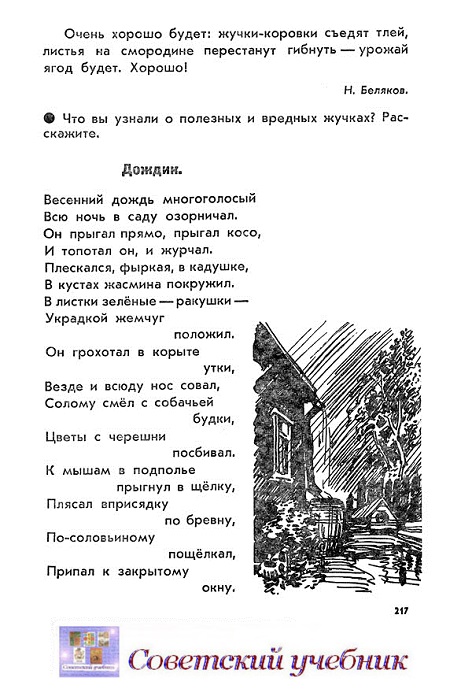 Очень хорошо будет: жучки-коровки съедят тлей,
листья на смородине перестанут гибнуть — урожай
ягод будет. Хорошо!
Н. Беляков.
● Что вы узнали о полезных и вредных жучках? Рас-
скажите.
Дождик.
Весенний дождь многоголосый
Всю ночь в саду озорничал.
Он прыгал прямо, прыгал косо,
И топотал он, и журчал.
Плескался, фыркая, в кадушке,
В кустах жасмина покружил.
В листки зелёные — ракушки —
Украдкой жемчуг
положил.
Он грохотал в корыте
утки,
Везде и всюду нос совал,
Солому смёл с собачьей
будки,
Цветы с черешни
посбивал.
К мышам в подполье
прыгнул в щёлку,
Плясал вприсядку
по бревну,
По-соловьиному
пощёлкал,
Припал к закрытому
окну.
217
Советский учебник